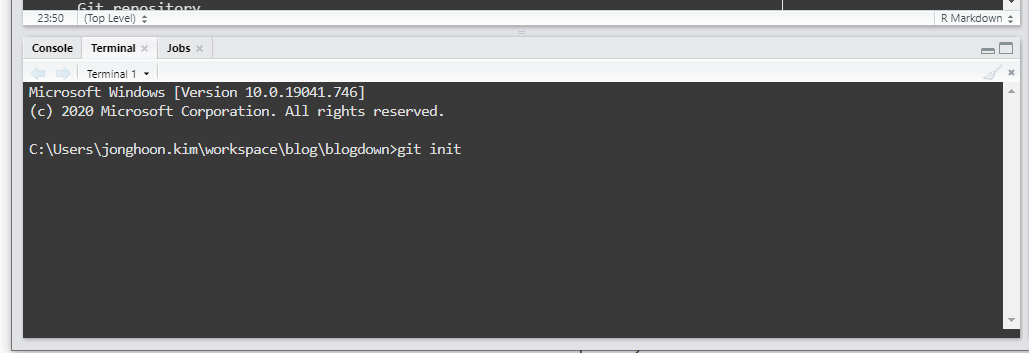 Git repository
23:50 (Top Level) R Markdown
Console Terminal Jobs
Terminal 1
Microsoft Windows [Version 10.0.19041.746]
(c) 2020 Microsoft Corporation. All rights reserved.
C:\Users\jonghoon.kim\workspace\blog\blogdown>git init